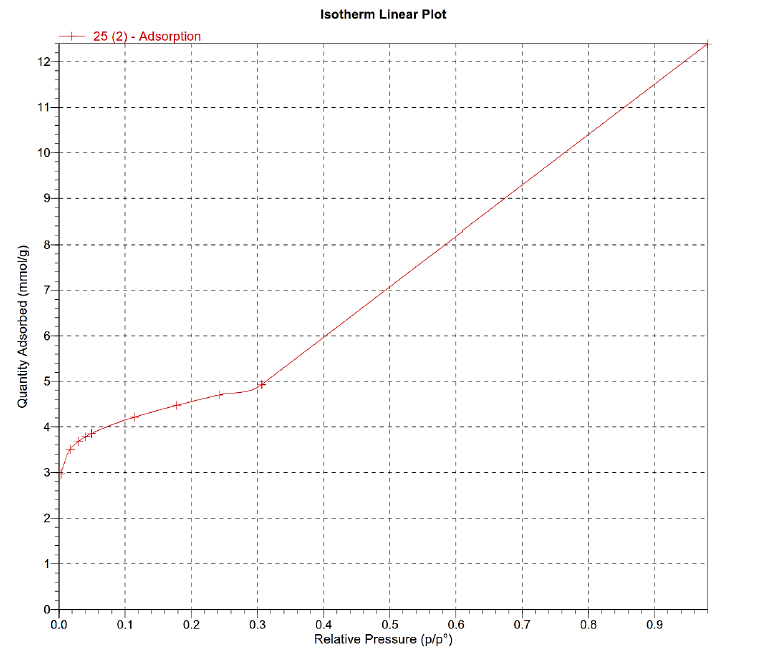 Isotherm Linear Plot
25 (2) - Adsorption
12
11
10
9
8
7
6
5
4
3
2
1
0
Quantity Adsorbed (mmol/g)
0.0 0.1 0.2 0.3 0.4 0.5 0.6 0.7 0.8 0.9
Relative Pressure (p/p°)